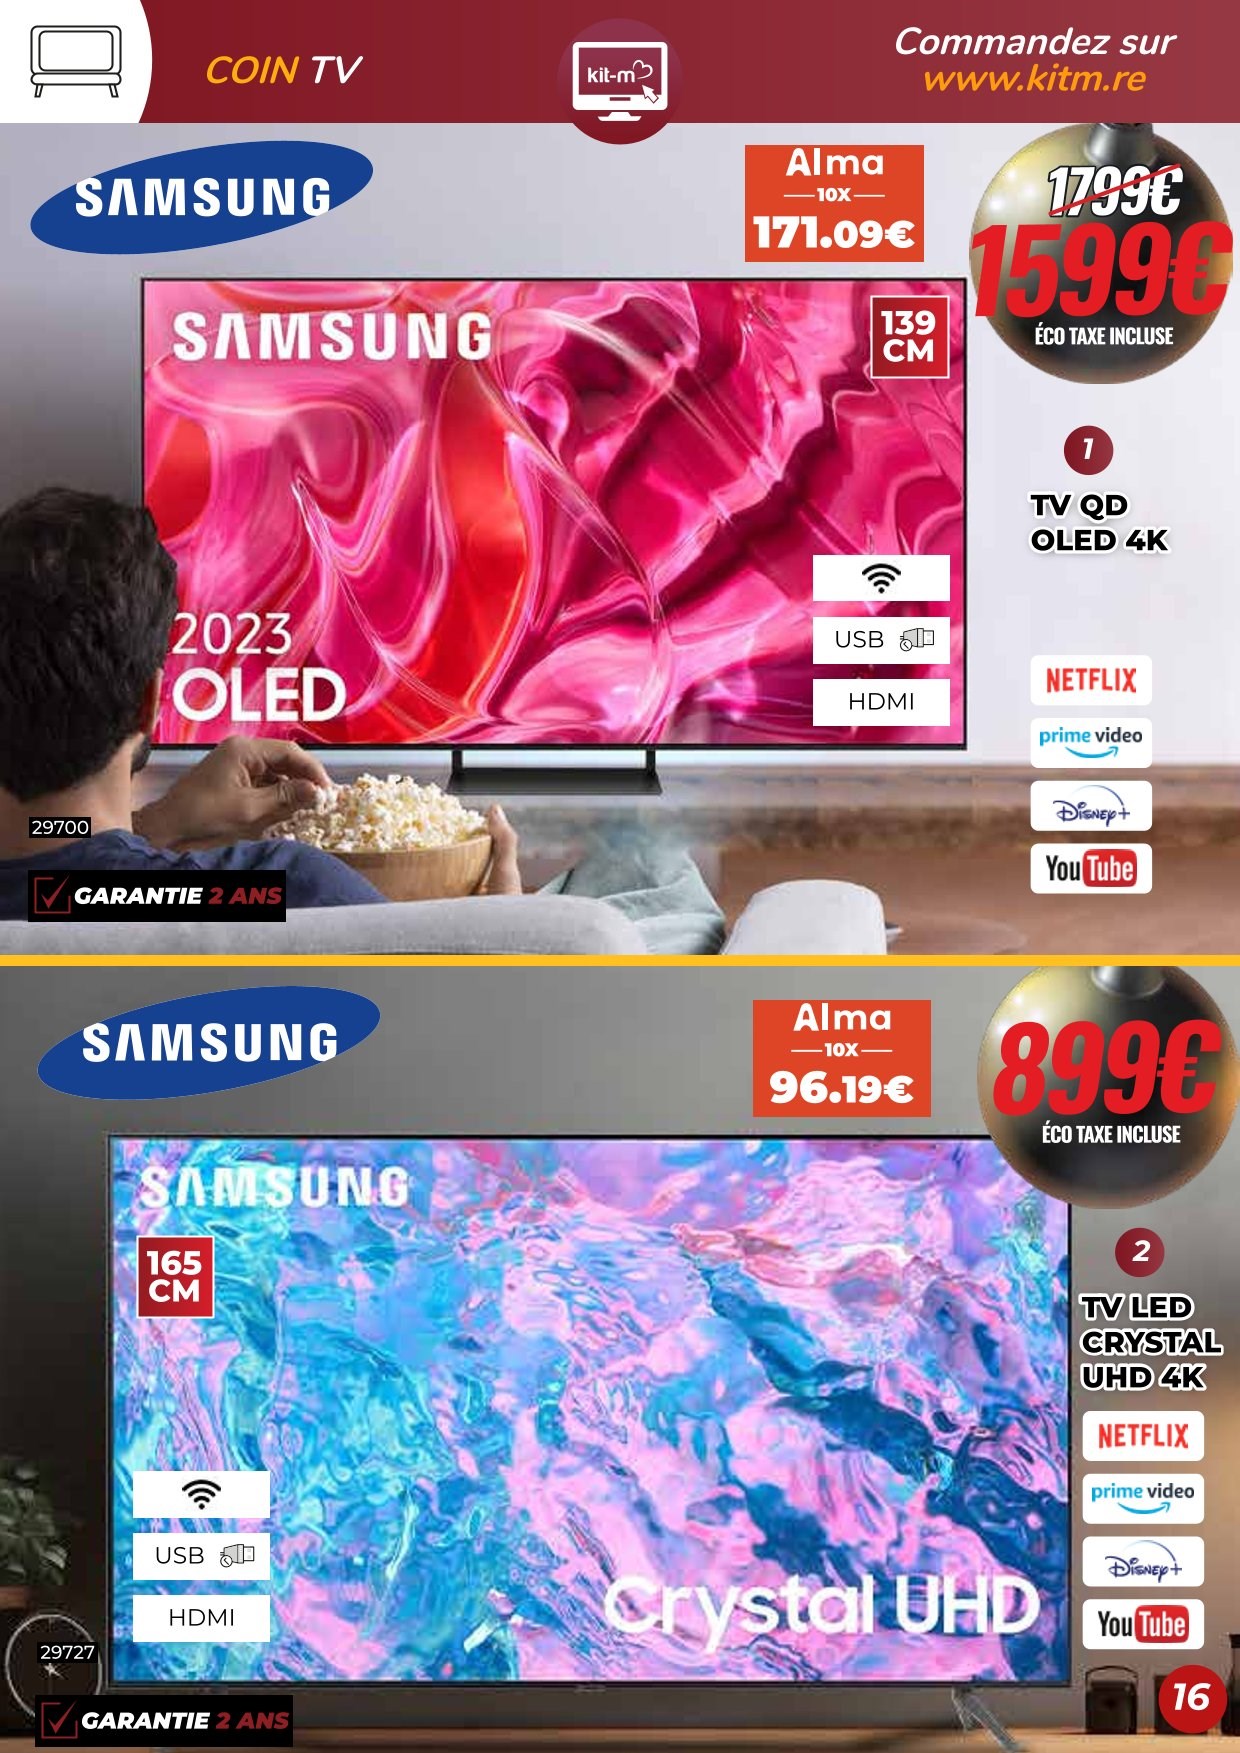 COIN TV
kit-m
Commandez sur
www.kitm.re
SAMSUNG
Alma
10X
171.09€
1799€
1599€
ÉCO TAXE INCLUSE
SAMSUNG
139
CM
1
TV QD
OLED 4K
2023
OLED
USB
HDMI
NETFLIX
prime video
Disney+
YouTube
29700
GARANTIE 2 ANS
SAMSUNG
Alma
10X
96.19€
899€
ÉCO TAXE INCLUSE
SAMSUNG
165
CM
2
TV LED
CRYSTAL
UHD 4K
NETFLIX
prime video
Disney+
YouTube
USB
HDMI
Crystal UHD
29727
GARANTIE 2 ANS
16